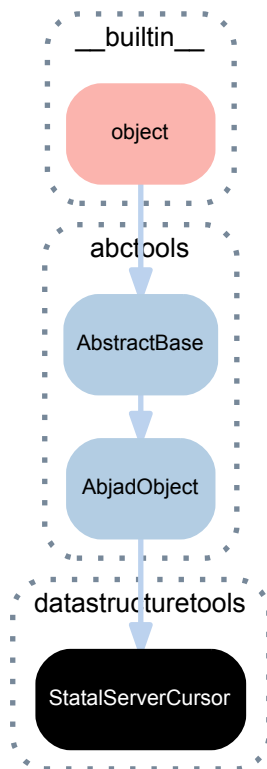 __builtin__
object
abctools
AbstractBase
AbjadObject
datastructuretools
StatalServerCursor